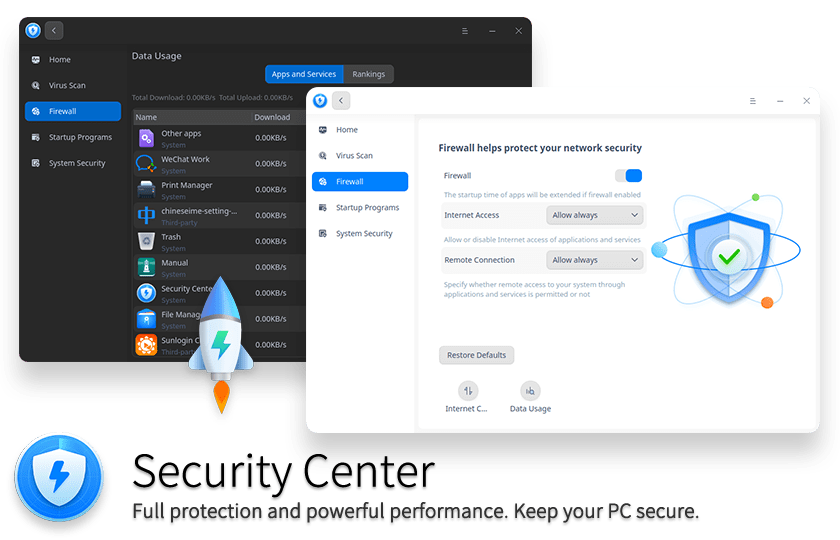 Data Usage
Apps and Services Rankings
Total Download: 0.00KB/s Total Upload: 0.00KB/s
Name Download
Home
Virus Scan
Firewall
Startup Programs
System Security
Other apps 0.00KB/s
System
WeChat Work 0.00KB/s
System
Print Manager 0.00KB/s
System
chineseime-setting-... 0.00KB/s
Third-party
Trash 0.00KB/s
System
Manual 0.00KB/s
System
Security 0.00KB/s
System
File 0.00KB/s
Sunlogin 0.00KB/s
Third-party
Home
Virus Scan
Firewall
Startup Programs
System Security
Firewall helps protect your network security
Firewall
The startup time of apps will be extended if firewall enabled
Internet Access Allow always
Allow or disable Internet access of applications and services
Remote Connection Allow always
Specify whether remote access to your system through
applications and services is permitted or not
Restore Defaults
Internet C... Data Usage
Security Center
Full protection and powerful performance. Keep your PC secure.